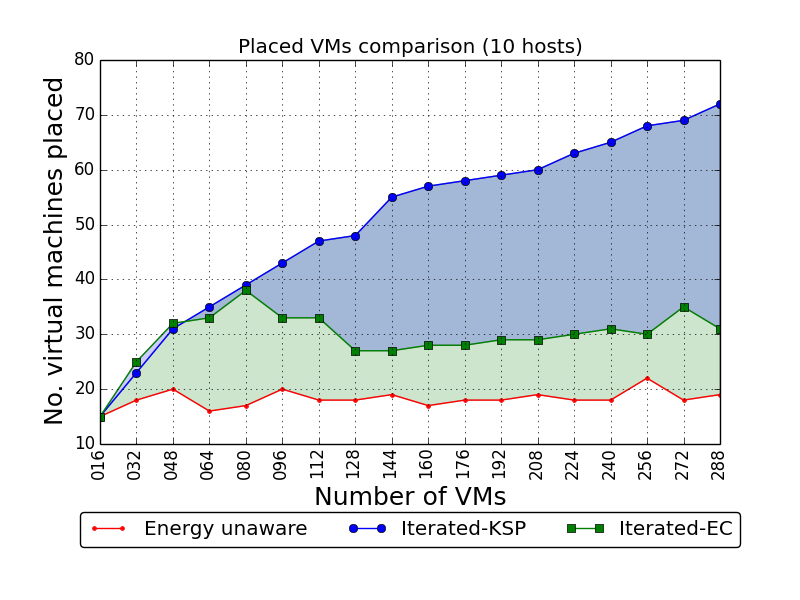 Placed VMs comparison (10 hosts)
No. virtual machines placed
80
70
60
50
40
30
20
10
016 032 048 064 080 096 112 128 144 160 176 192 208 224 240 256 272 288
Number of VMs
Energy unaware Iterated-KSP Iterated-EC